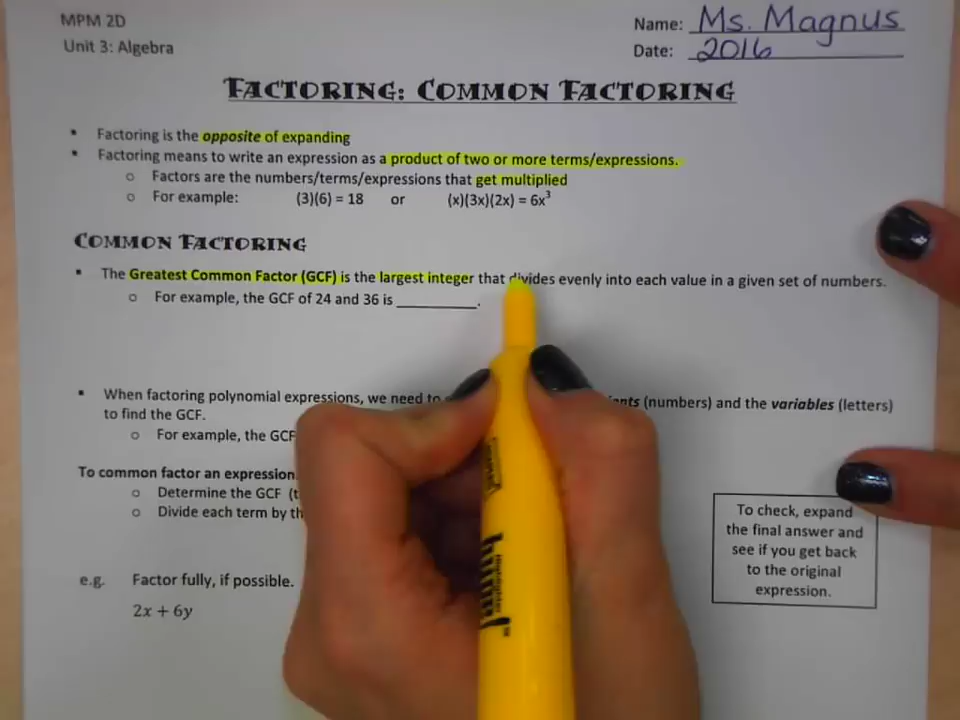 MPM 2D
Unit 3: Algebra
Name: Ms. Magnus
Date: 2016
FACTORING: COMMON FACTORING
▪ Factoring is the opposite of expanding
▪ Factoring means to write an expression as a product of two or more terms/expressions.
o Factors are the numbers/terms/expressions that get multiplied
o For example: (3)(6) = 18 or (x)(3x)(2x) = 6x³
COMMON FACTORING
▪ The Greatest Common Factor (GCF) is the largest integer that divides evenly into each value in a given set of numbers.
o For example, the GCF of 24 and 36 is __________.
▪ When factoring polynomial expressions, we need to (numbers) and the variables (letters)
to find the GCF.
o For example, the GCF
To common factor an expression
o Determine the GCF
o Divide each term by
To check, expand
the final answer and
see if you get back
to the original
expression.
e.g. Factor fully, if possible.
2x + 6y
Highlighter